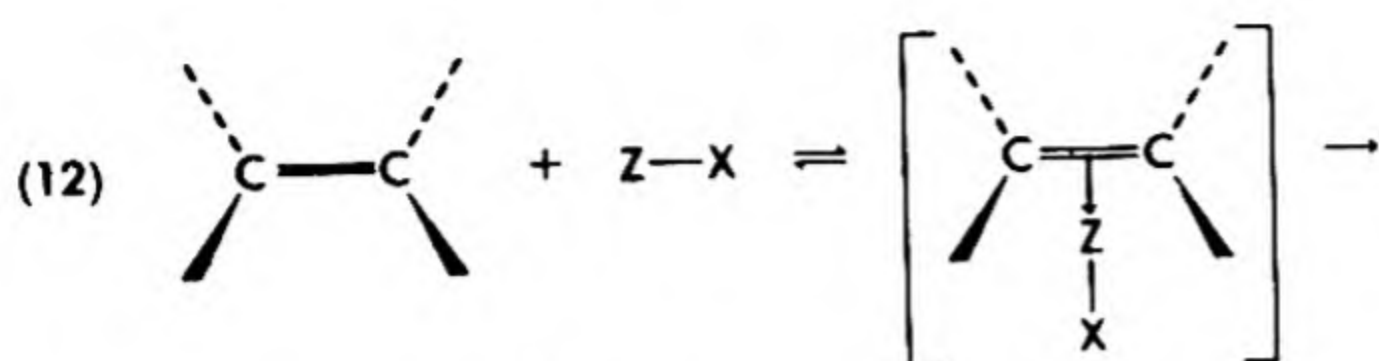 (12) C=C + Z—X ⇌ [C=C →
Z
X]